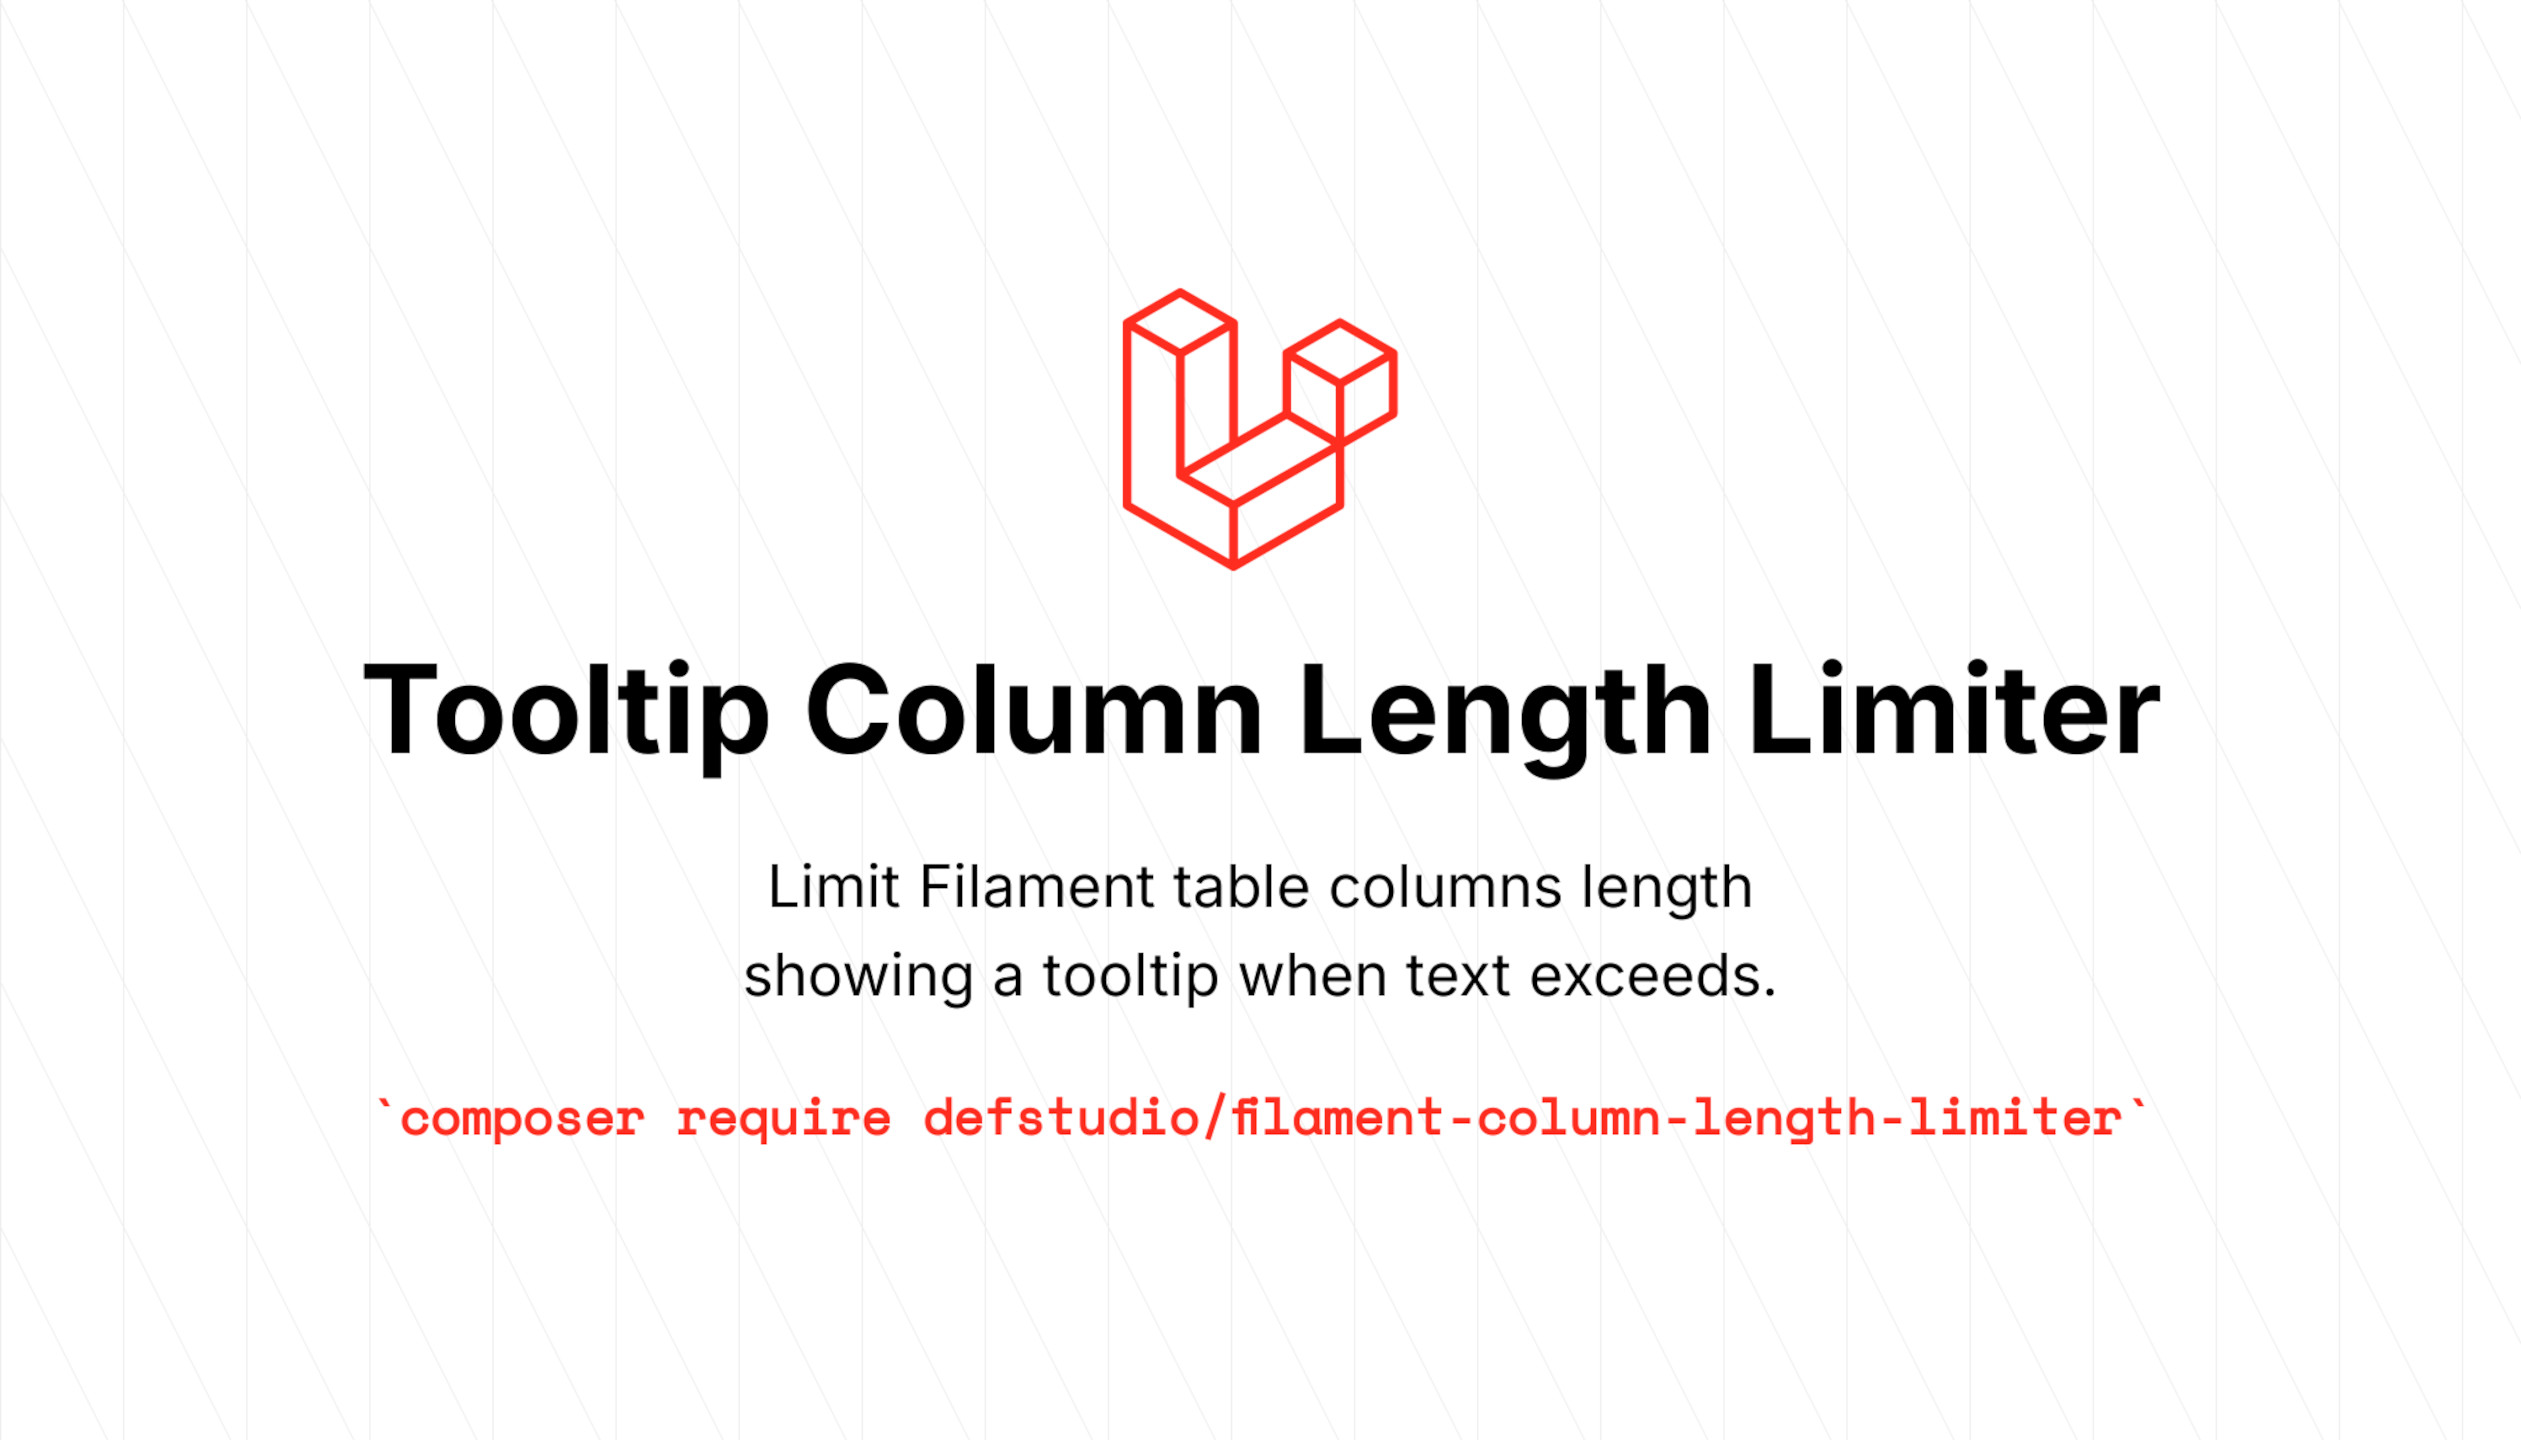 Tooltip Column Length Limiter
Limit Filament table columns length
showing a tooltip when text exceeds.
`composer require defstudio/filament-column-length-limiter`